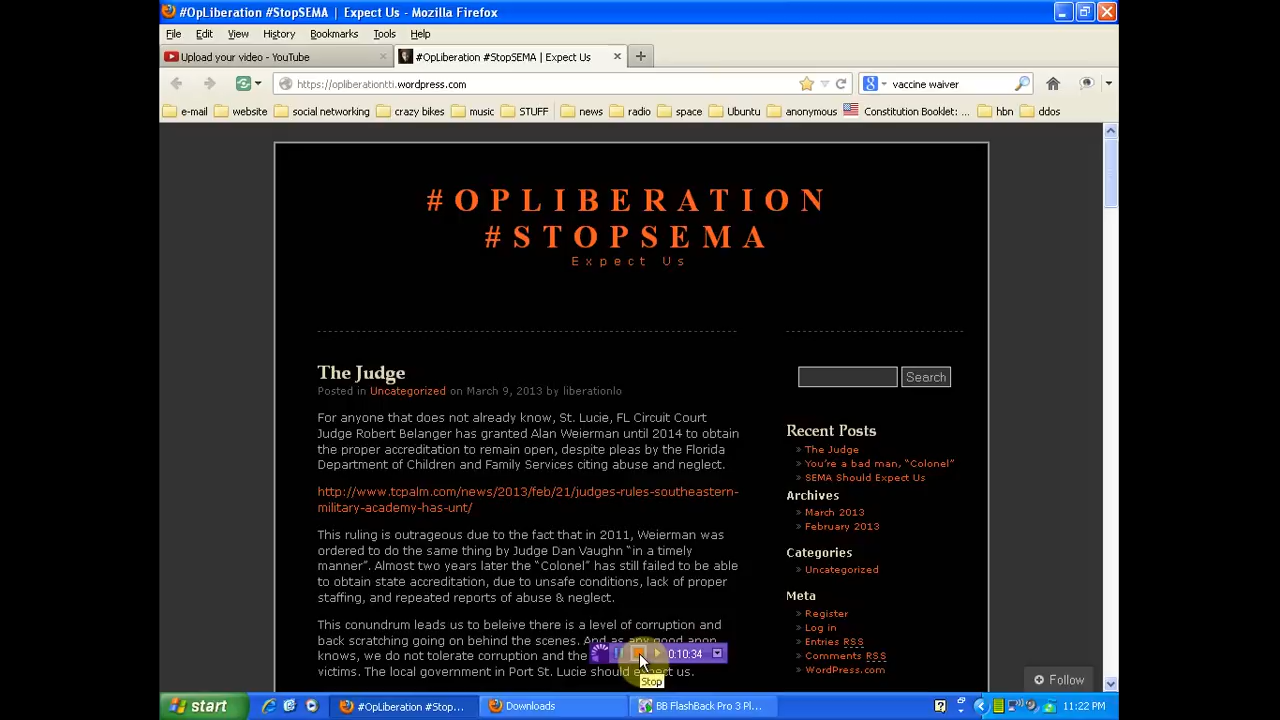 #OpLiberation #StopSEMA | Expect Us - Mozilla Firefox
File Edit View History Bookmarks Tools Help
Upload your video - YouTube
#OpLiberation #StopSEMA | Expect Us
https://opliberationtti.wordpress.com
vaccine waiver
e-mail website social networking crazy bikes music STUFF news radio space Ubuntu anonymous Constitution Booklet: ... hbn ddos
#OPLIBERATION
#STOPSEMA
Expect Us
The Judge
Posted in Uncategorized on March 9, 2013 by liberationlo
For anyone that does not already know, St. Lucie, FL Circuit Court
Judge Robert Belanger has granted Alan Weierman until 2014 to obtain
the proper accreditation to remain open, despite pleas by the Florida
Department of Children and Family Services citing abuse and neglect.
http://www.tcpalm.com/news/2013/feb/21/judges-rules-southeastern-
military-academy-has-unt/
This ruling is outrageous due to the fact that in 2011, Weierman was
ordered to do the same thing by Judge Dan Vaughn “in a timely
manner”. Almost two years later the “Colonel” has still failed to be able
to obtain state accreditation, due to unsafe conditions, lack of proper
staffing, and repeated reports of abuse & neglect.
This conundrum leads us to beleive there is a level of corruption and
back scratching going on behind the scenes. And as any good anon
knows, we do not tolerate corruption and the
victims. The local government in Port St. Lucie should expect us.
Search
Recent Posts
» The Judge
» You're a bad man, “Colonel”
» SEMA Should Expect Us
Archives
» March 2013
» February 2013
Categories
» Uncategorized
Meta
» Register
» Log in
» Entries RSS
» Comments RSS
» WordPress.com
0:10:34
Stop
Follow
start
#OpLiberation #Sto...
Downloads
BB FlashBack Pro 3 Pl...
11:22 PM